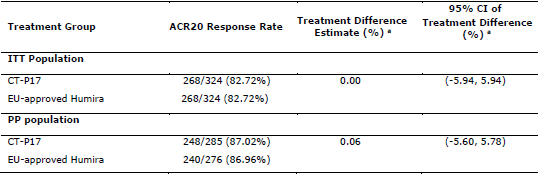 Treatment Group ACR20 Response Rate Treatment Difference Estimate (%) a 95% CI of Treatment Difference (%) a
ITT Population
CT-P17 268/324 (82.72%) 0.00 (-5.94, 5.94)
EU-approved Humira 268/324 (82.72%)
PP population
CT-P17 248/285 (87.02%) 0.06 (-5.60, 5.78)
EU-approved Humira 240/276 (86.96%)